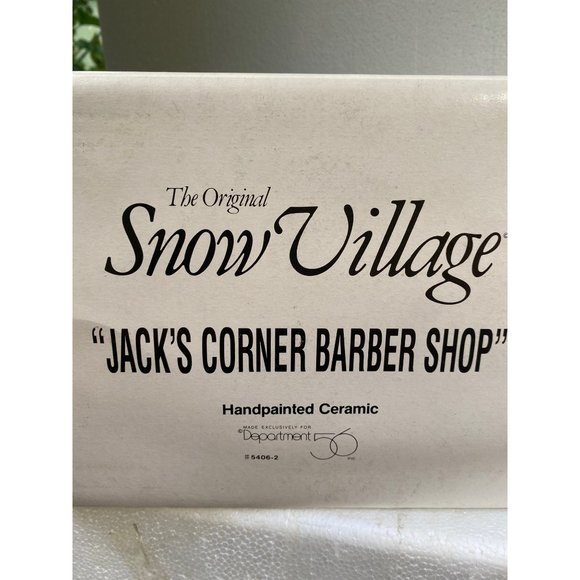 The Original
Snow Village
"JACK'S CORNER BARBER SHOP"
Handpainted Ceramic
MADE EXCLUSIVELY FOR
©Department 56
# 5406-2